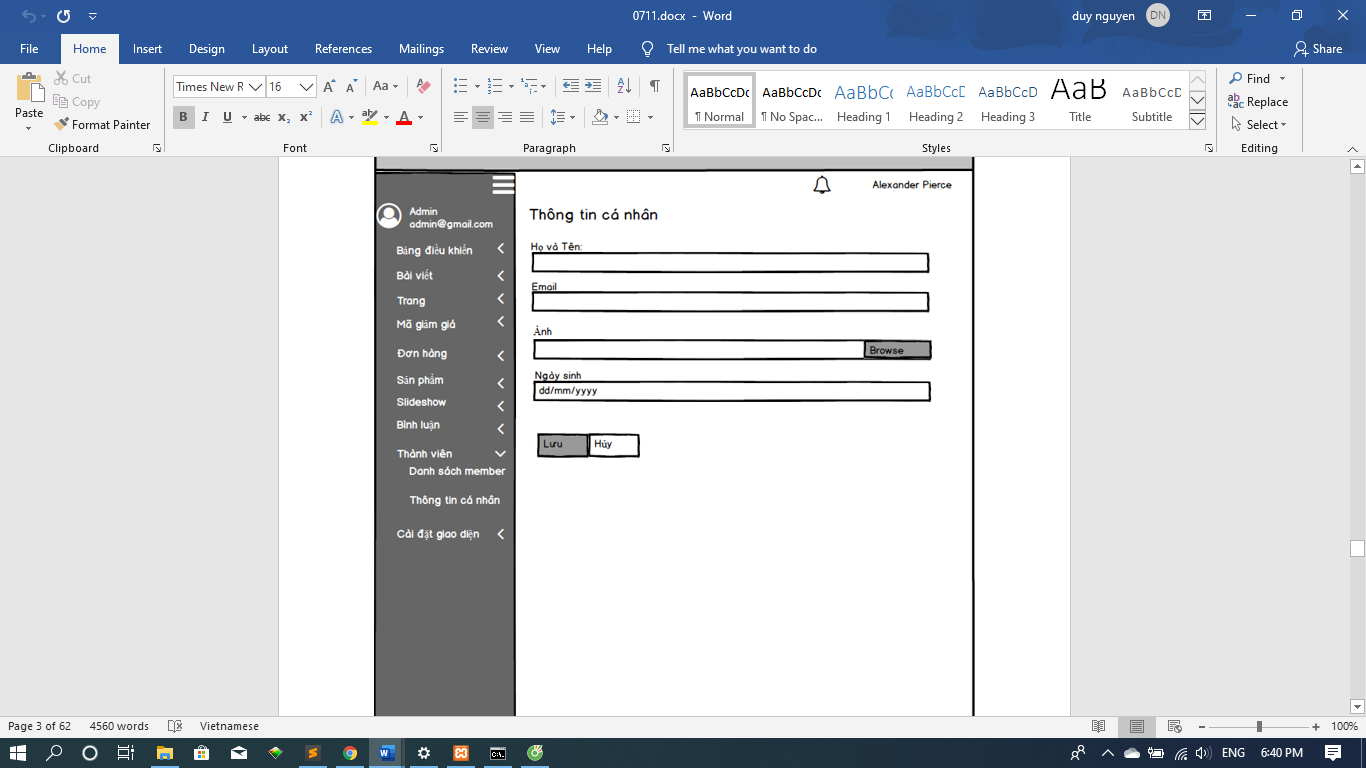 0711.docx - Word
duy nguyen
DN
File Home Insert Design Layout References Mailings Review View Help Tell me what you want to do
Share
Paste
Cut
Copy
Format Painter
Clipboard
Times New R 16
Aa
B I U abc x₂ x² A ab A
Font
Paragraph
AaBbCcDc AaBbCcDc AaBbCc AaBbCcC AaBbCcD AaB AaBbCcD
¶ Normal ¶ No Spac... Heading 1 Heading 2 Heading 3 Title Subtitle
Styles
Find
Replace
Select
Editing
Alexander Pierce
Admin
admin@gmail.com
Bảng điều khiển
Bài viết
Trang
Mã giảm giá
Đơn hàng
Sản phẩm
Slideshow
Bình luận
Thành viên
Danh sách member
Thông tin cá nhân
Cài đặt giao diện
Thông tin cá nhân
Họ và Tên:
Email
Ảnh
Browse
Ngày sinh
dd/mm/yyyy
Lưu Hủy
Page 3 of 62 4560 words Vietnamese
100%
ENG 6:40 PM